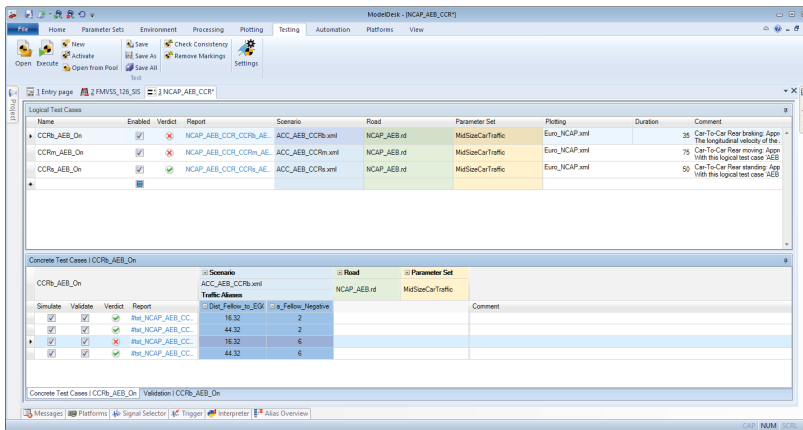 ModelDesk - [NCAP_AEB_CCR*]
File Home Parameter Sets Environment Processing Plotting Testing Automation Platforms View
New Save Check Consistency
Activate Save As Remove Markings
Open Execute Open from Pool Save All Settings
Test
1 Entry page 2 FMVSS_126_SIS 3 NCAP_AEB_CCR*
Project
Logical Test Cases
Name Enabled Verdict Report Scenario Road Parameter Set Plotting Duration Comment
CCRb_AEB_On NCAP_AEB_CCR_CCRb_AE... ACC_AEB_CCRb.xml NCAP_AEB.rd MidSizeCarTraffic Euro_NCAP.xml 35 Car-To-Car Rear braking: Appr
The longitudinal velocity of the
CCRm_AEB_On NCAP_AEB_CCR_CCRm_AE... ACC_AEB_CCRm.xml NCAP_AEB.rd MidSizeCarTraffic Euro_NCAP.xml 75 Car-To-Car Rear moving: App
With this logical test case 'AEB
CCRs_AEB_On NCAP_AEB_CCR_CCRs_AE... ACC_AEB_CCRs.xml NCAP_AEB.rd MidSizeCarTraffic Euro_NCAP.xml 50 Car-To-Car Rear standing: App
With this logical test case 'AEB
Concrete Test Cases | CCRb_AEB_On
Scenario Road Parameter Set
CCRb_AEB_On ACC_AEB_CCRb.xml NCAP_AEB.rd MidSizeCarTraffic
Traffic Aliases
Simulate Validate Verdict Report Dist_Fellow_to_EGO a_Fellow_Negative Comment
#tst_NCAP_AEB_CC... 16.32 2
#tst_NCAP_AEB_CC... 44.32 2
#tst_NCAP_AEB_CC... 16.32 6
#tst_NCAP_AEB_CC... 44.32 6
Concrete Test Cases | CCRb_AEB_On Validation | CCRb_AEB_On
Messages Platforms Signal Selector Trigger Interpreter Alias Overview
CAP NUM SCRL